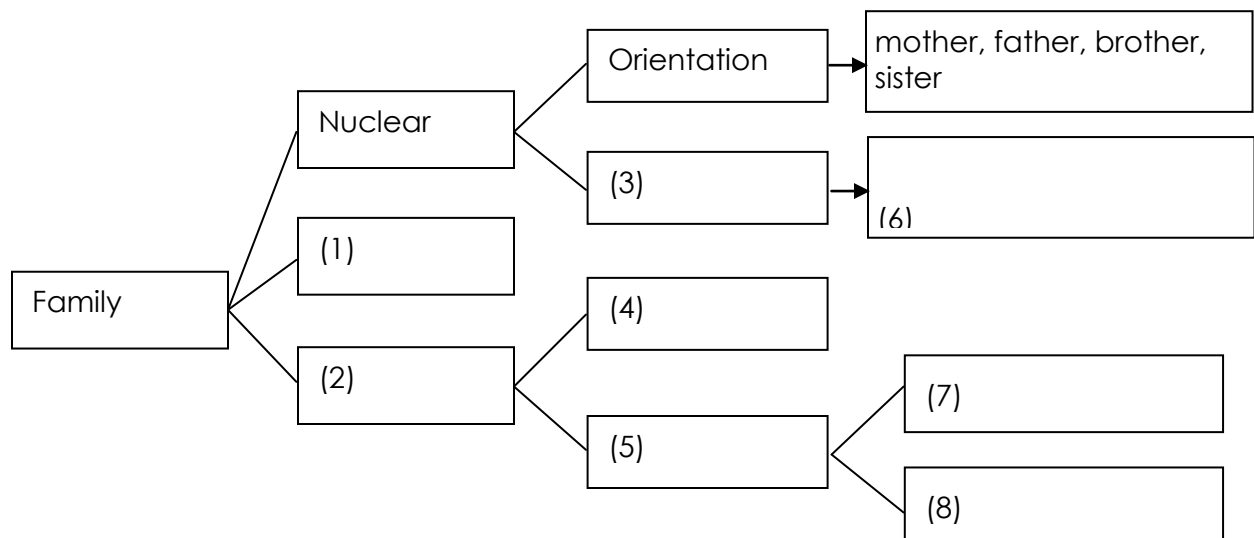 Family
Nuclear
(1)
(2)
Orientation
(3)
(4)
(5)
mother, father, brother,
sister
(6)
(7)
(8)